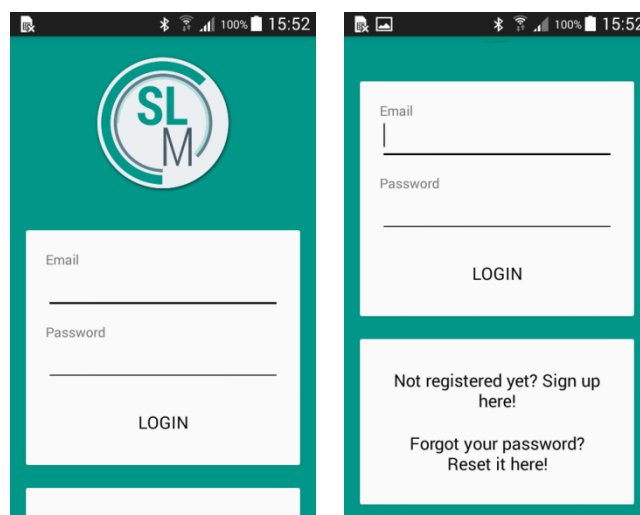 100% 15:52
SL
M
Email
Password
LOGIN
100% 15:52
Email
Password
LOGIN
Not registered yet? Sign up
here!
Forgot your password?
Reset it here!